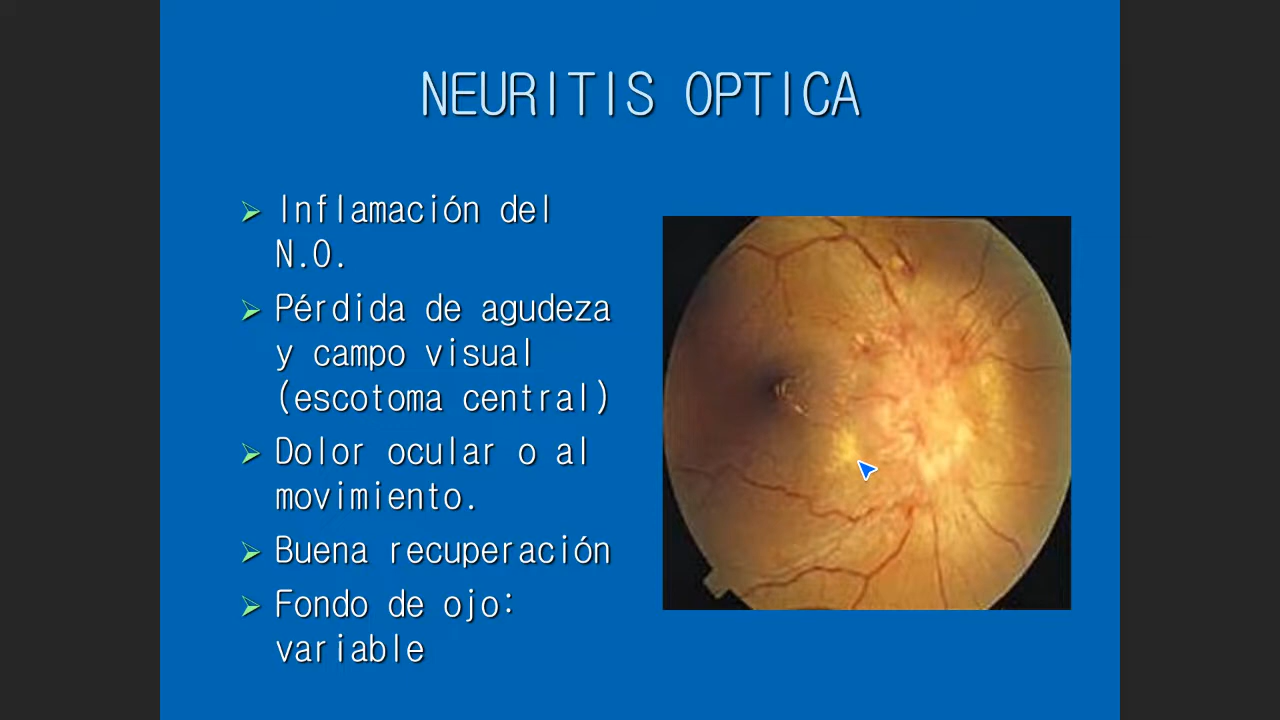 NEURITIS OPTICA
Inflamación del
N.O.
Pérdida de agudeza
y campo visual
(escotoma central)
Dolor ocular o al
movimiento.
Buena recuperación
Fondo de ojo:
variable